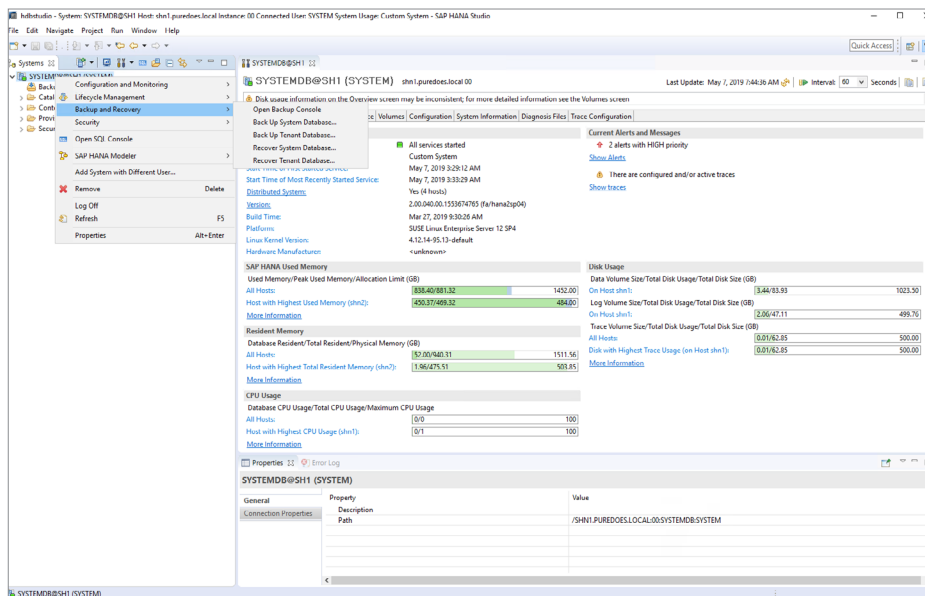 hdbstudio - System: SYSTEMDB@SH1 Host: shn1.puredoes.local Instance: 00 Connected User: SYSTEM System Usage: Custom System - SAP HANA Studio
File Edit Navigate Project Run Window Help
Quick Access
Systems
SYSTEMDB@SH1
SYSTEMDB@SH1 (SYSTEM)
Backu
Catal
Conte
Provi
Secur
Configuration and Monitoring
Lifecycle Management
Backup and Recovery
Security
Open SQL Console
SAP HANA Modeler
Add System with Different User...
Remove Delete
Log Off
Refresh F5
Properties Alt+Enter
Open Backup Console
Back Up System Database...
Back Up Tenant Database...
Recover System Database...
Recover Tenant Database...
SYSTEMDB@SH1 (SYSTEM) shn1.puredoes.local 00
Last Update: May 7, 2019 7:44:36 AM Interval: 60 Seconds
Disk usage information on the Overview screen may be inconsistent; for more detailed information see the Volumes screen
Volumes Configuration System Information Diagnosis Files Trace Configuration
All services started
Custom System
May 7, 2019 3:29:12 AM
Start Time of Most Recently Started Service: May 7, 2019 3:33:29 AM
Distributed System: Yes (4 hosts)
Version: 2.00.040.00.1553674765 (fa/hana2sp04)
Build Time: Mar 27, 2019 9:30:26 AM
Platform: SUSE Linux Enterprise Server 12 SP4
Linux Kernel Version: 4.12.14-95.13-default
Hardware Manufacturer: <unknown>
Current Alerts and Messages
2 alerts with HIGH priority
Show Alerts
There are configured and/or active traces
Show traces
SAP HANA Used Memory
Used Memory/Peak Used Memory/Allocation Limit (GB)
All Hosts: 838.40/881.32 1452.00
Host with Highest Used Memory (shn2): 450.37/469.32 484.00
More Information
Resident Memory
Database Resident/Total Resident/Physical Memory (GB)
All Hosts: 52.00/940.31 1511.56
Host with Highest Total Resident Memory (shn2): 1.96/475.51 503.85
More Information
CPU Usage
Database CPU Usage/Total CPU Usage/Maximum CPU Usage
All Hosts: 0/0 100
Host with Highest CPU Usage (shn1): 0/1 100
More Information
Disk Usage
Data Volume Size/Total Disk Usage/Total Disk Size (GB)
On Host shn1: 3.44/83.93 1023.50
Log Volume Size/Total Disk Usage/Total Disk Size (GB)
On Host shn1: 2.06/47.11 499.76
Trace Volume Size/Total Disk Usage/Total Disk Size (GB)
All Hosts: 0.01/62.85 500.00
Disk with Highest Trace Usage (on Host shn1): 0.01/62.85 500.00
More Information
Properties Error Log
SYSTEMDB@SH1 (SYSTEM)
General
Connection Properties
Property Value
Description
Path /SHN1.PUREDOES.LOCAL:00:SYSTEMDB:SYSTEM
SYSTEMDB@SH1 (SYSTEM)